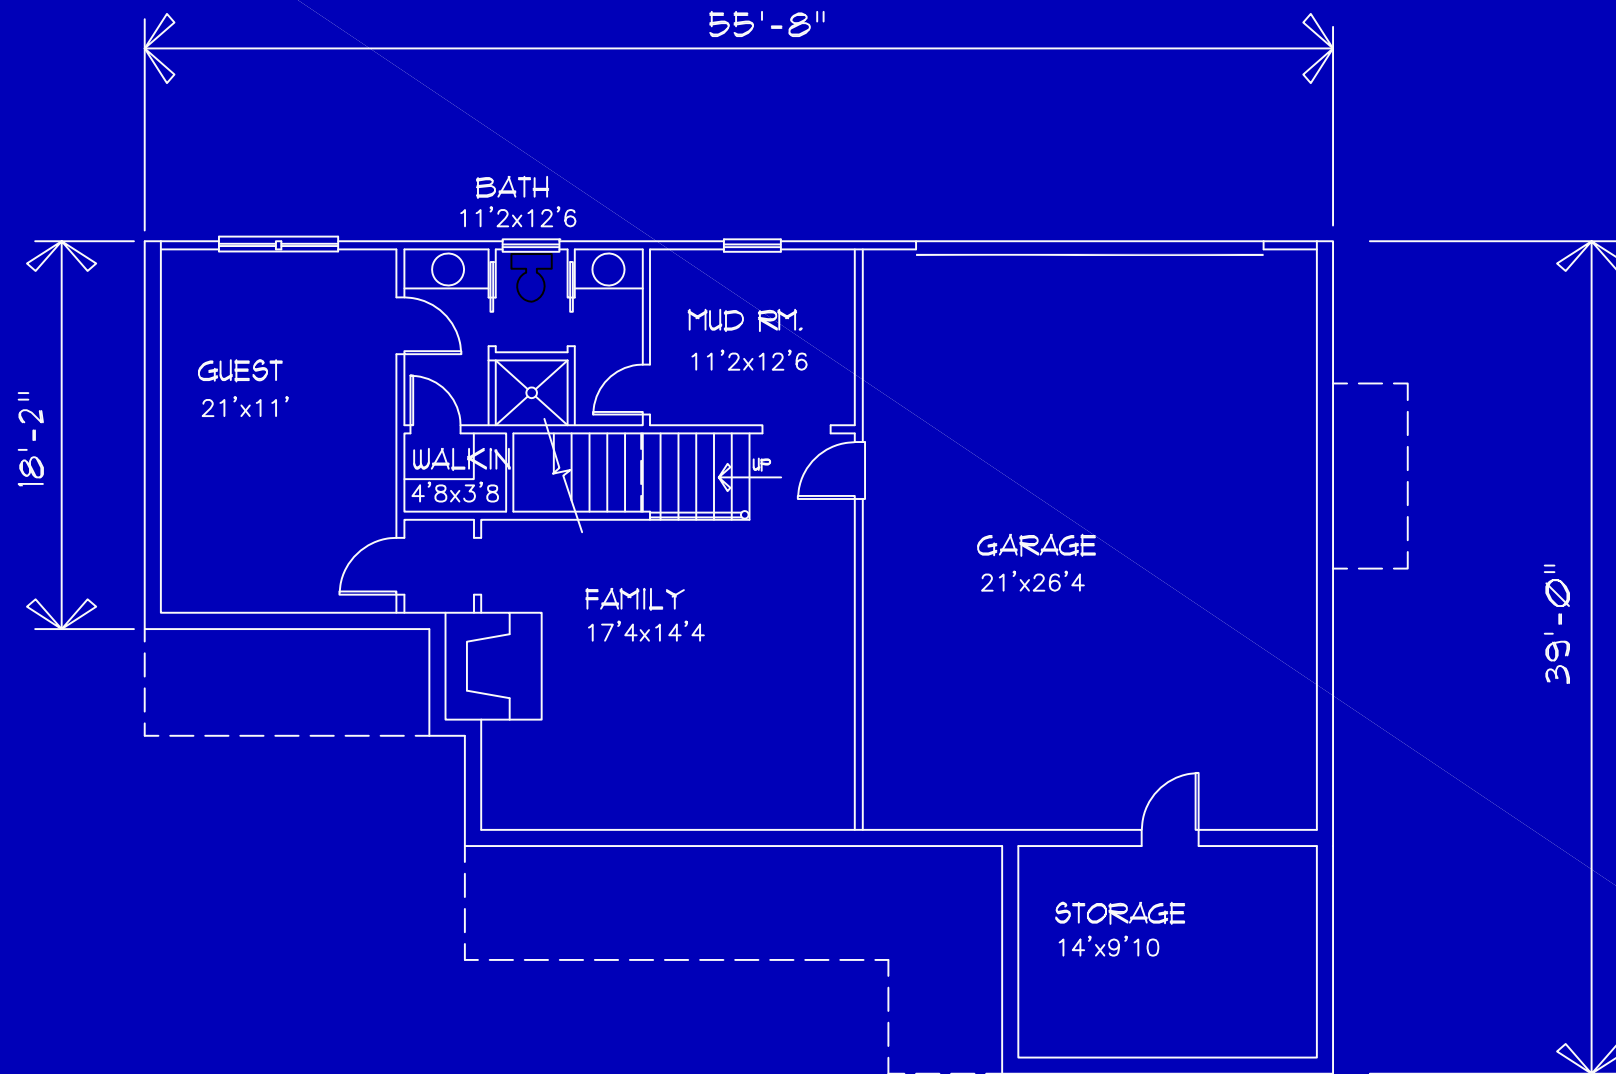 55'-8"
BATH
11'2x12'6
MUD RM.
11'2x12'6
GUEST
21'x11'
18'-2"
WALKIN
4'8x3'8
UP
GARAGE
21'x26'4
FAMILY
17'4x14'4
39'-0"
STORAGE
14'x9'10